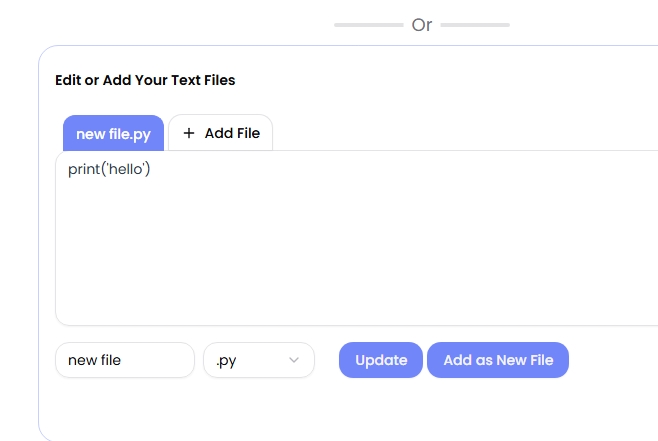 Or
Edit or Add Your Text Files
new file.py + Add File
print('hello')
new file .py Update Add as New File